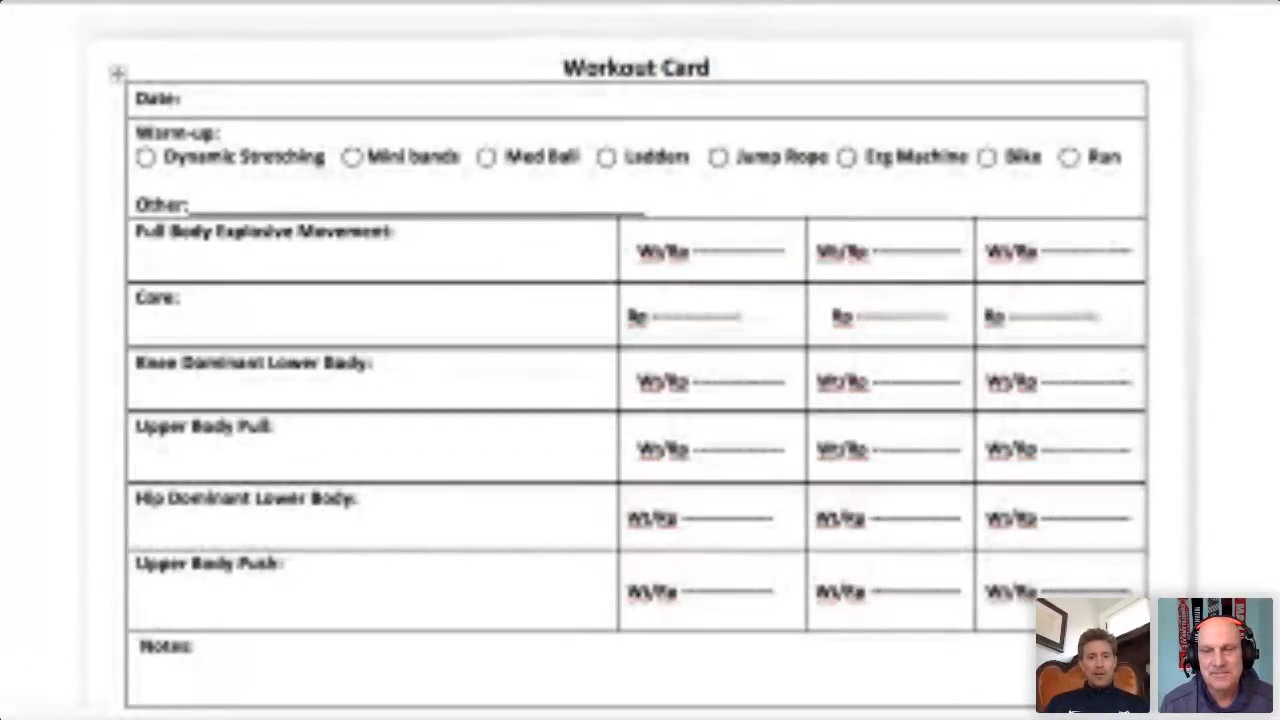 Workout Card
Date:
Warm-up:
Dynamic Stretching Mini bands Med Ball Ladders Jump Rope Erg Machine Bike Run
Other:
Full Body Explosive Movement: Wt/Rp Wt/Rp Wt/Rp
Core: Rp Rp Rp
Knee Dominant Lower Body: Wt/Rp Wt/Rp Wt/Rp
Upper Body Pull: Wt/Rp Wt/Rp Wt/Rp
Hip Dominant Lower Body: Wt/Rp Wt/Rp Wt/Rp
Upper Body Push: Wt/Rp Wt/Rp Wt/Rp
Notes: